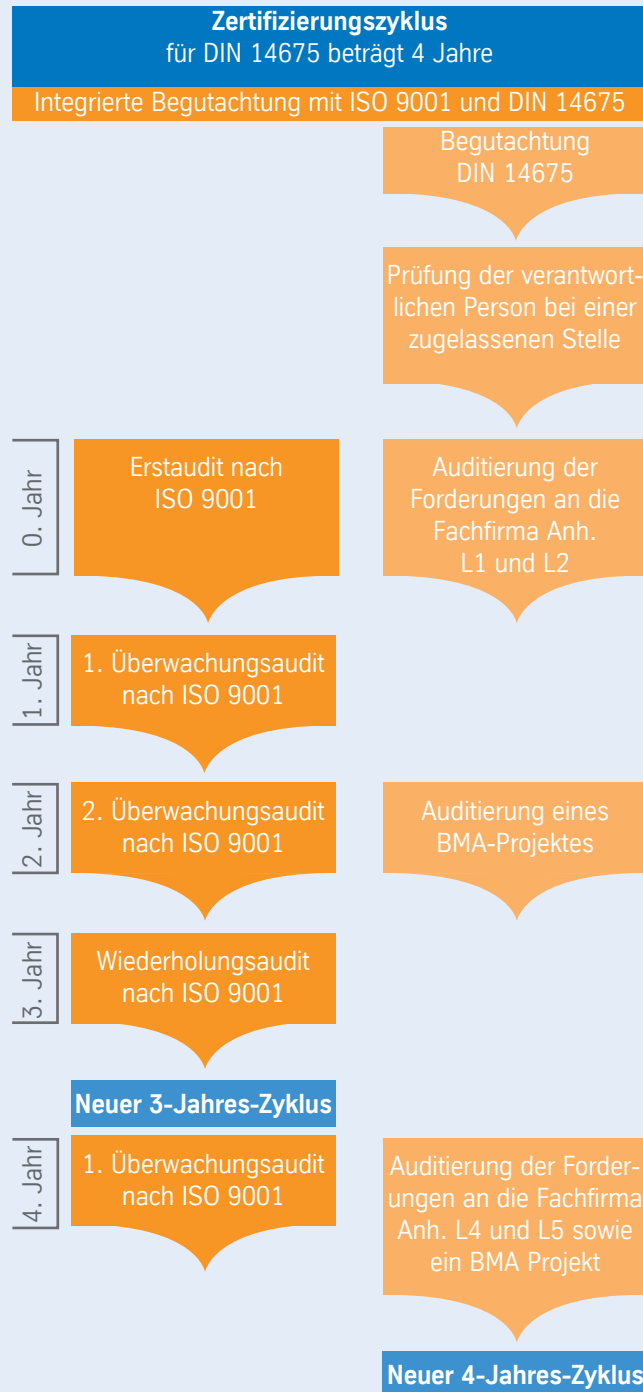 Zertifizierungszyklus
für DIN 14675 beträgt 4 Jahre
Integrierte Begutachtung mit ISO 9001 und DIN 14675
Begutachtung
DIN 14675
Prüfung der verantwort-
lichen Person bei einer
zugelassenen Stelle
0. Jahr
Erstaudit nach
ISO 9001
Auditierung der
Forderungen an die
Fachfirma Anh.
L1 und L2
1. Jahr
1. Überwachungsaudit
nach ISO 9001
2. Jahr
2. Überwachungsaudit
nach ISO 9001
Auditierung eines
BMA-Projektes
3. Jahr
Wiederholungsaudit
nach ISO 9001
Neuer 3-Jahres-Zyklus
4. Jahr
1. Überwachungsaudit
nach ISO 9001
Auditierung der Forder-
ungen an die Fachfirma
Anh. L4 und L5 sowie
ein BMA Projekt
Neuer 4-Jahres-Zyklus